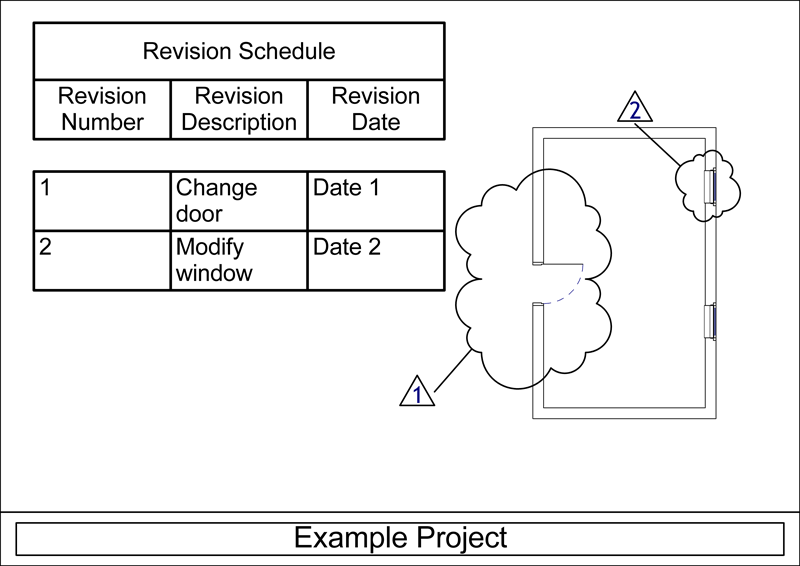 Revision Schedule
Revision Number
Revision Description
Revision Date
1
Change door
Date 1
2
Modify window
Date 2
2
1
Example Project